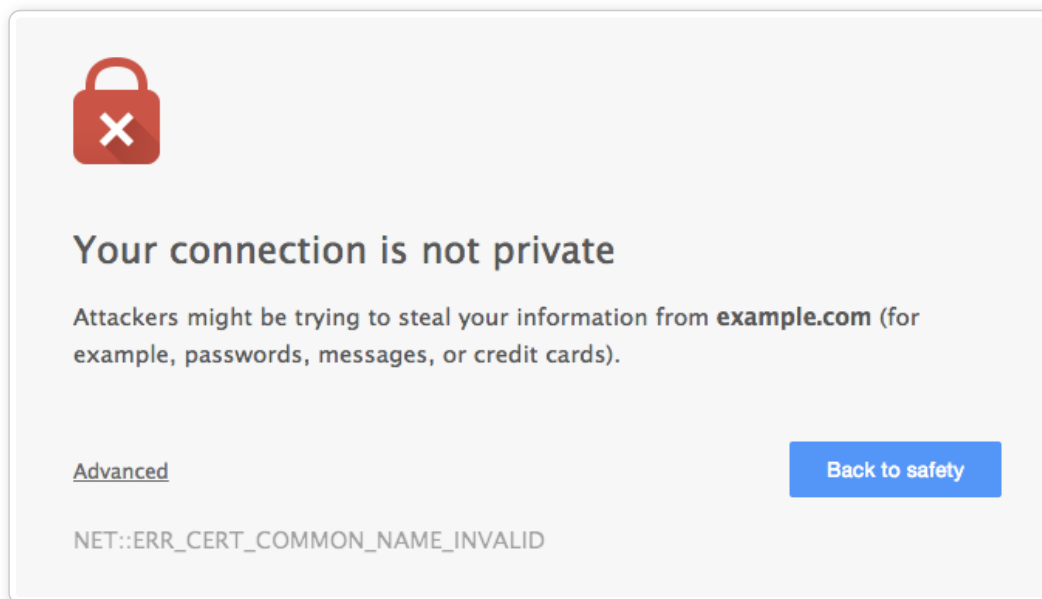 Your connection is not private
Attackers might be trying to steal your information from example.com (for
example, passwords, messages, or credit cards).
Advanced
Back to safety
NET::ERR_CERT_COMMON_NAME_INVALID